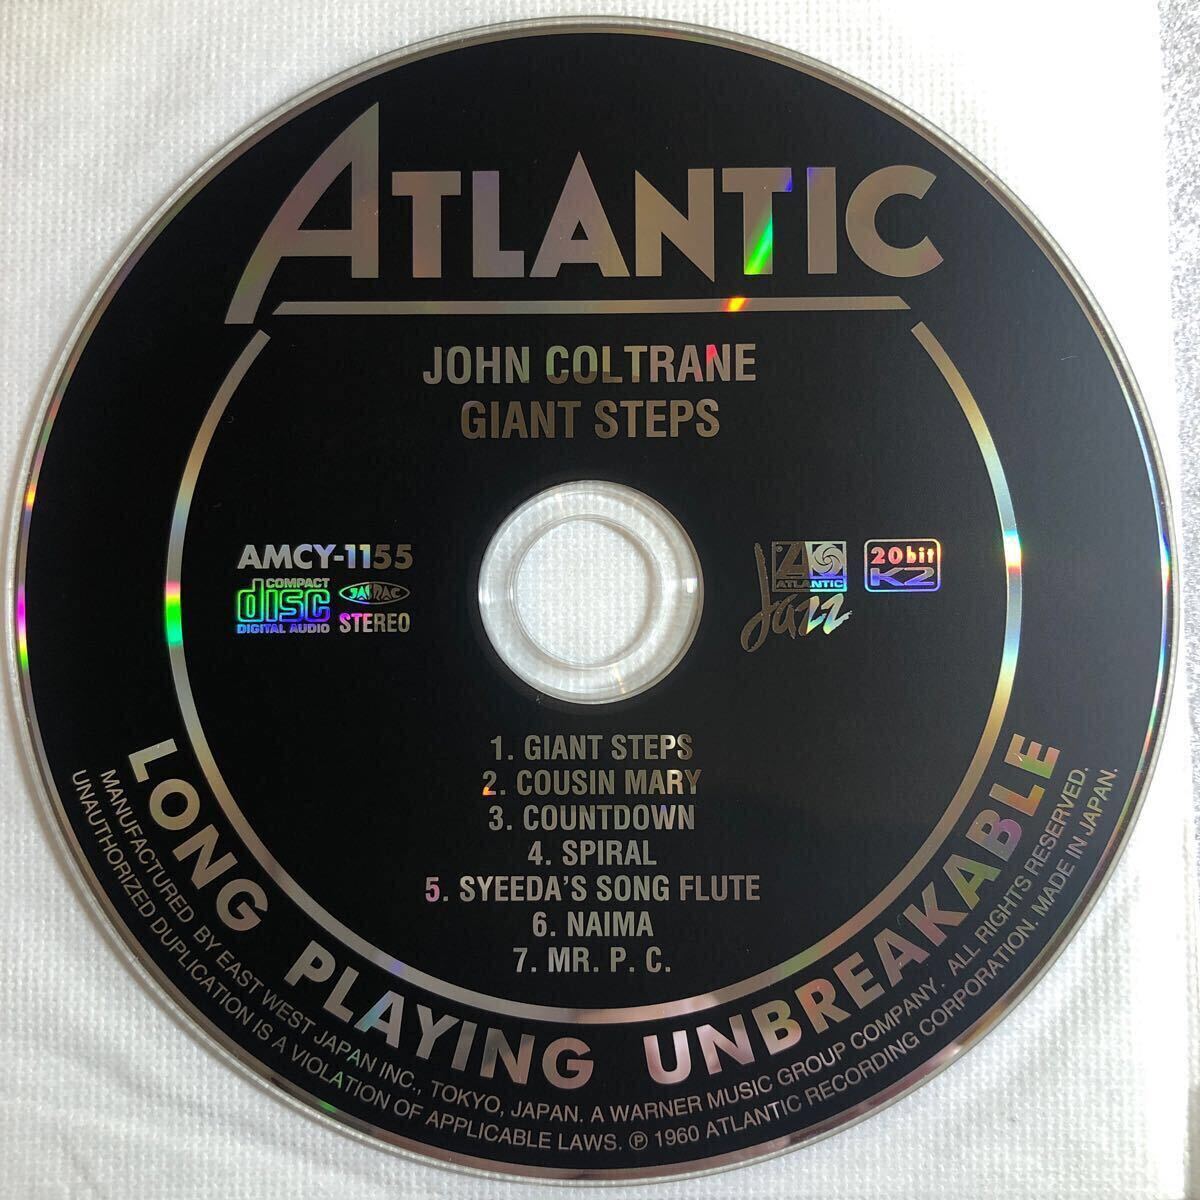 ATLANTIC
JOHN COLTRANE
GIANT STEPS
AMCY-1155
COMPACT
disc
DIGITAL AUDIO
JASRAC
STEREO
ATLANTIC
Jazz
20bit
K2
1. GIANT STEPS
2. COUSIN MARY
3. COUNTDOWN
4. SPIRAL
5. SYEEDA'S SONG FLUTE
6. NAIMA
7. MR. P. C.
LONG PLAYING UNBREAKABLE
MANUFACTURED BY EAST WEST JAPAN INC., TOKYO, JAPAN. A WARNER MUSIC GROUP COMPANY. ALL RIGHTS RESERVED.
UNAUTHORIZED DUPLICATION IS A VIOLATION OF APPLICABLE LAWS. ℗ 1960 ATLANTIC RECORDING CORPORATION. MADE IN JAPAN.